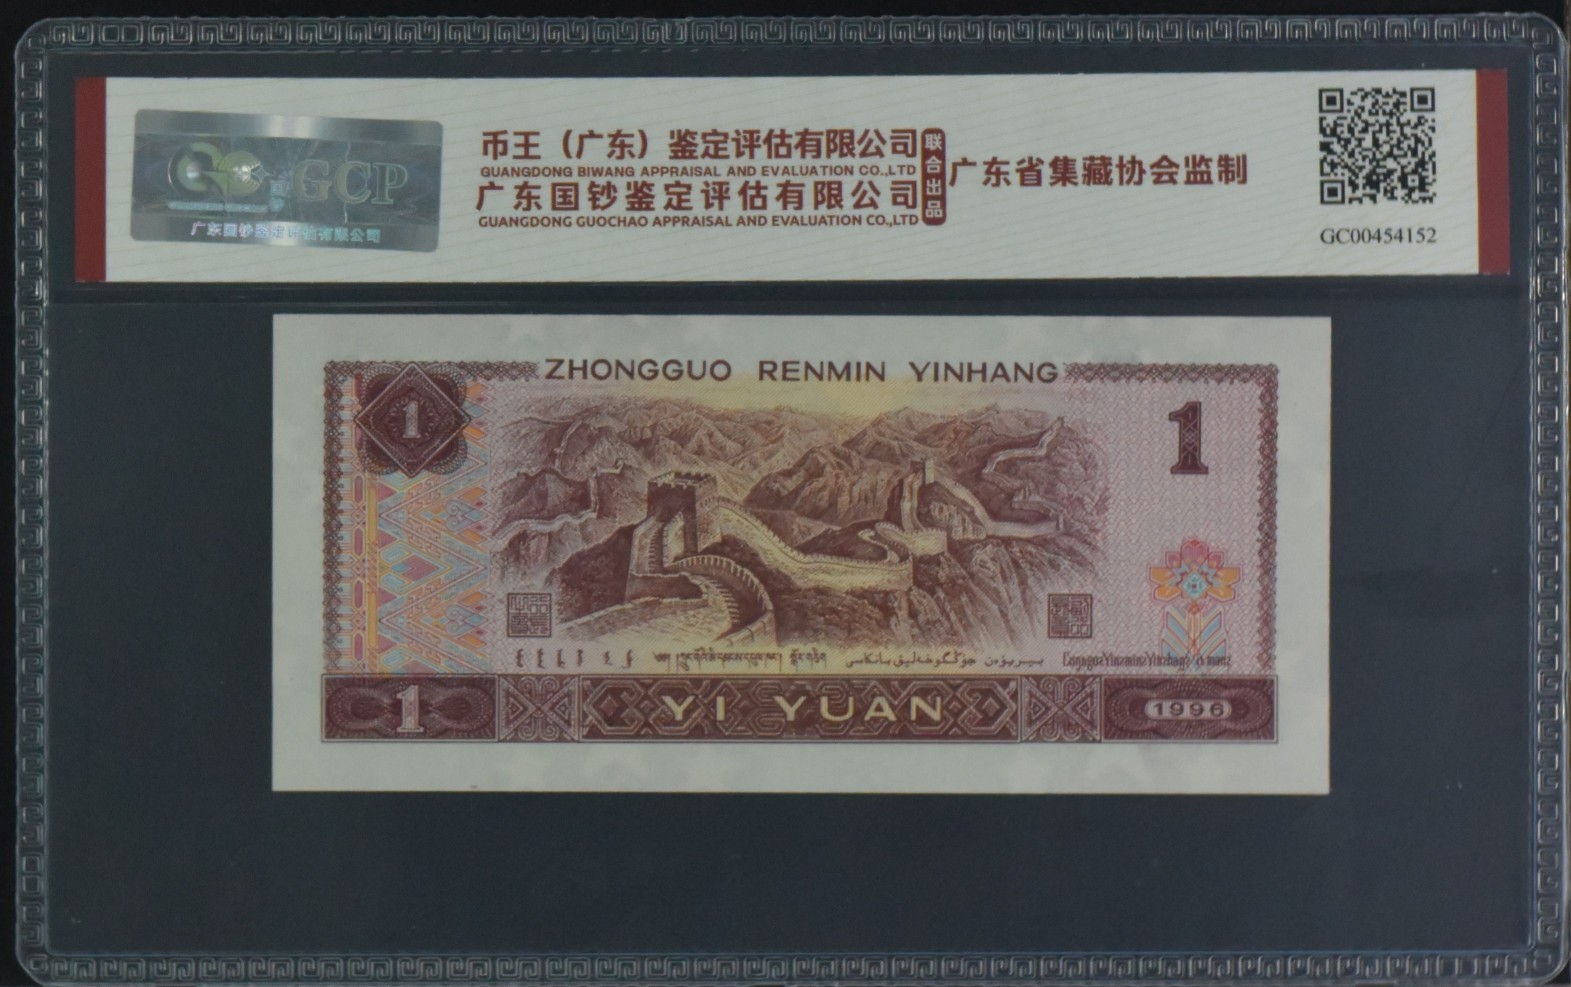 GCP
广东国钞鉴定评估有限公司
币王（广东）鉴定评估有限公司
GUANGDONG BIWANG APPRAISAL AND EVALUATION CO.,LTD
广东国钞鉴定评估有限公司
GUANGDONG GUOCHAO APPRAISAL AND EVALUATION CO.,LTD
联合出品
广东省集藏协会监制
GC00454152
ZHONGGUO RENMIN YINHANG
1
1
1
YI YUAN
1996